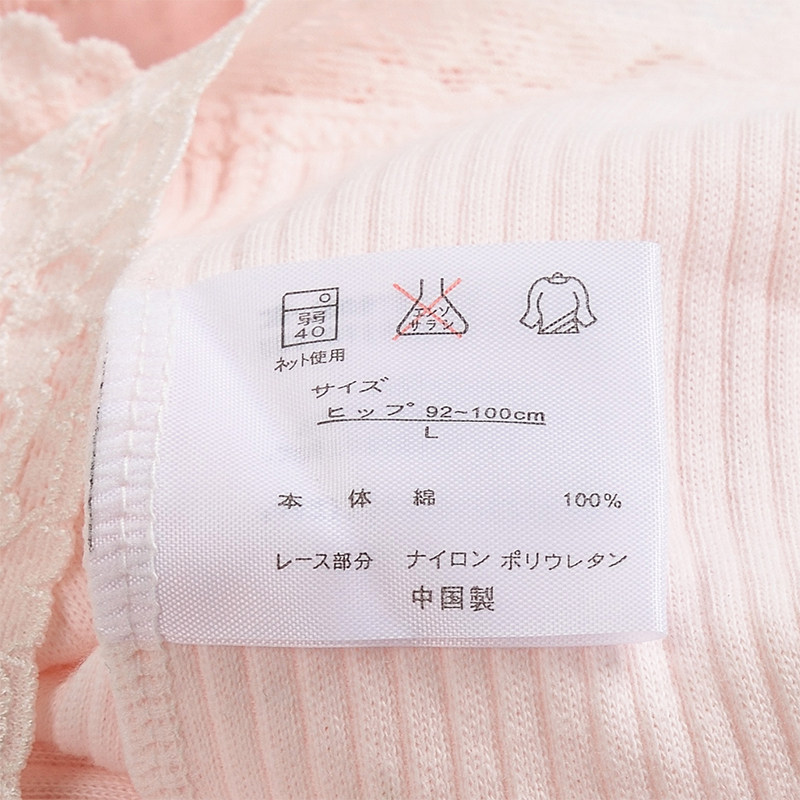 弱
40
ネット使用
エンソ
サラシ
サイズ
ヒップ 92~100cm
L
本 体 綿 100%
レース部分 ナイロン ポリウレタン
中国製